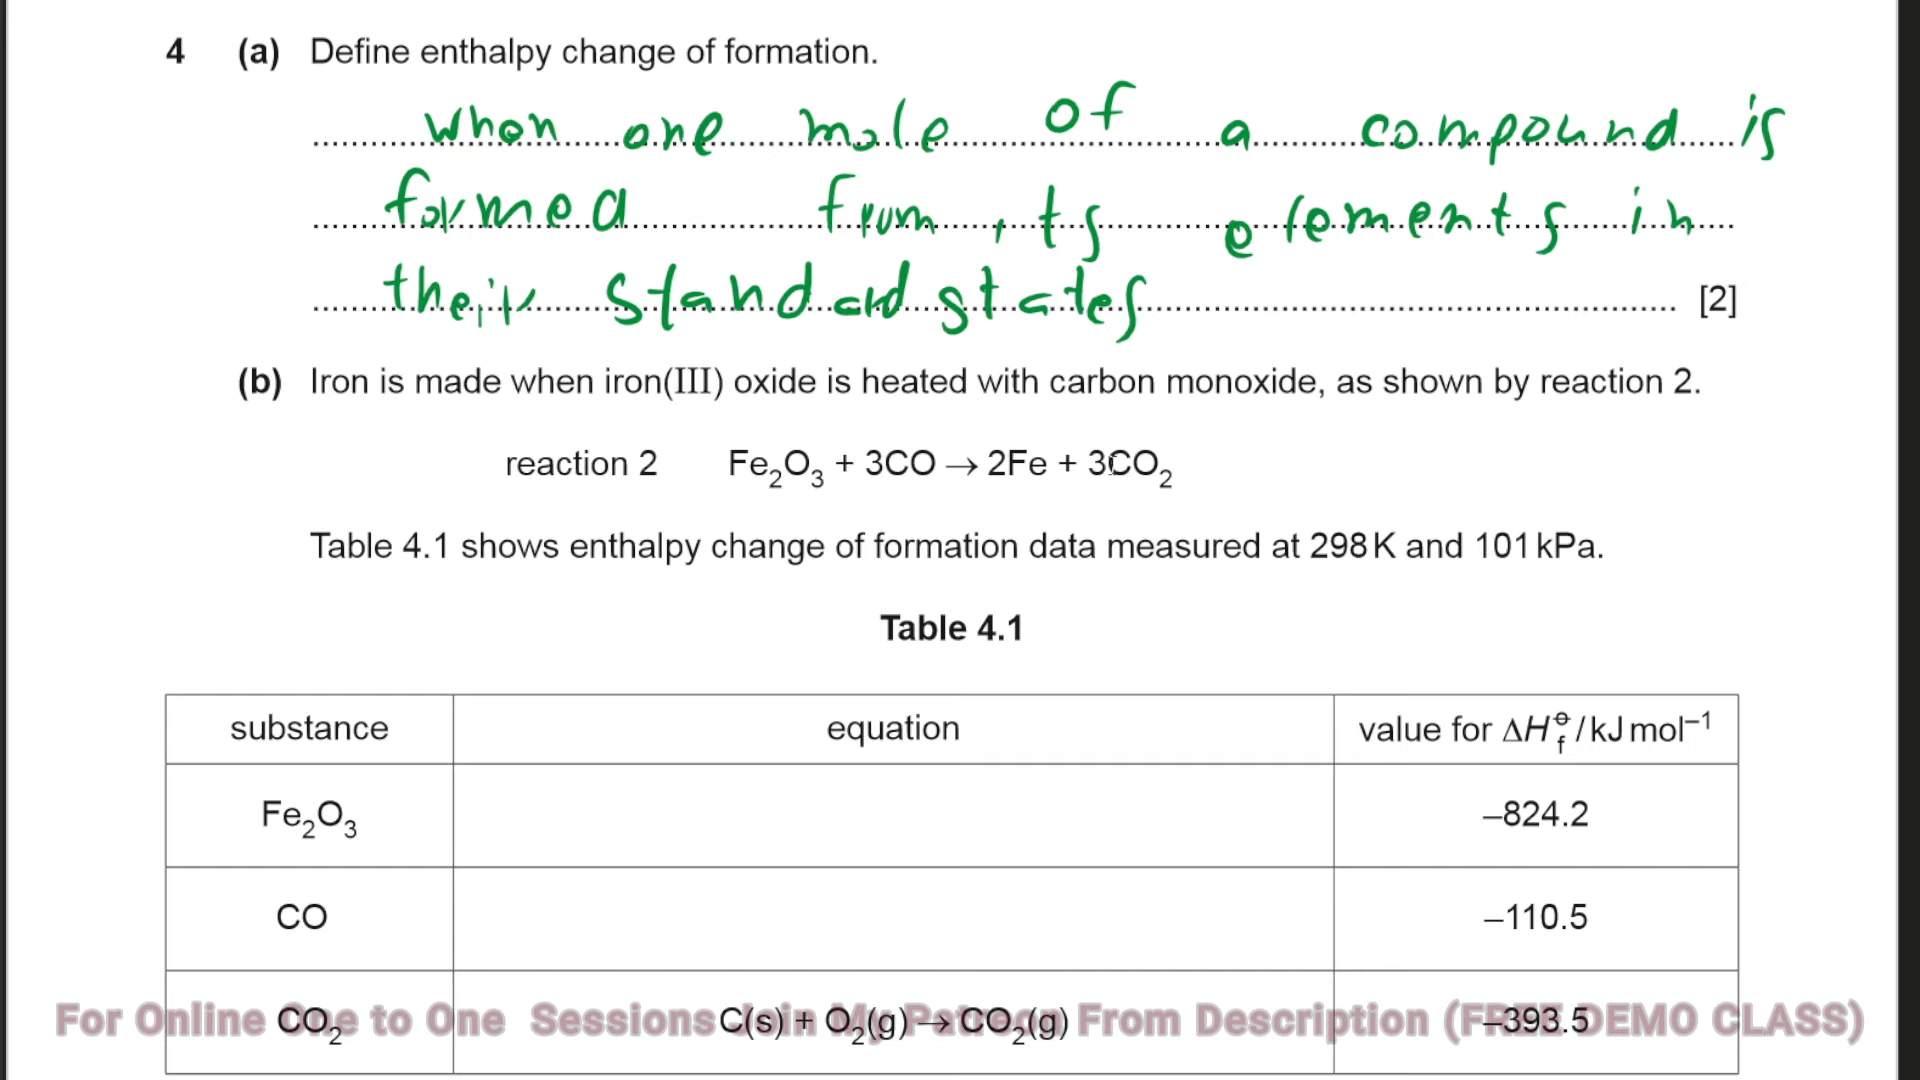 4 (a) Define enthalpy change of formation.
when one mole of a compound is
formed from its elements in
their standard states [2]
(b) Iron is made when iron(III) oxide is heated with carbon monoxide, as shown by reaction 2.
reaction 2 Fe₂O₃ + 3CO → 2Fe + 3CO₂
Table 4.1 shows enthalpy change of formation data measured at 298 K and 101 kPa.
Table 4.1
substance equation value for ΔH⦵f / kJ mol⁻¹
Fe₂O₃ –824.2
CO –110.5
CO₂ C(s) + O₂(g) → CO₂(g) –393.5
For Online One to One Sessions Join My From Description (FREE DEMO CLASS)